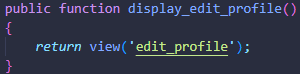 public function display_edit_profile()
{
    return view('edit_profile');
}